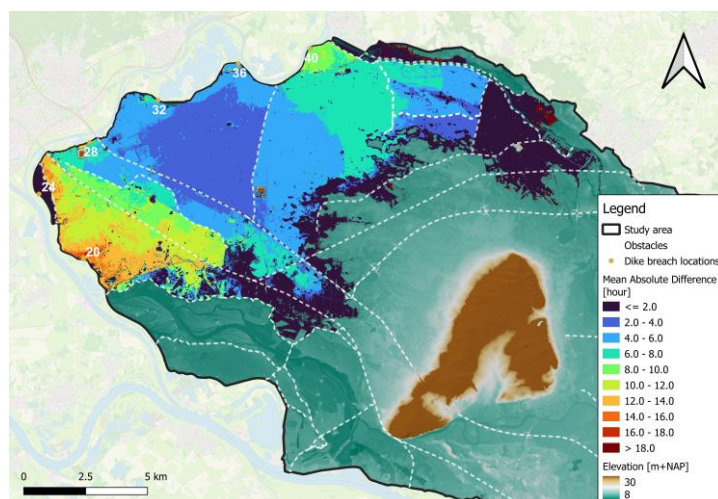 40
36
32
28
24
20
Legend
Study area
Obstacles
Dike breach locations
Mean Absolute Difference
[hour]
<= 2.0
2.0 - 4.0
4.0 - 6.0
6.0 - 8.0
8.0 - 10.0
10.0 - 12.0
12.0 - 14.0
14.0 - 16.0
16.0 - 18.0
> 18.0
Elevation [m+NAP]
30
8
0 2.5 5 km